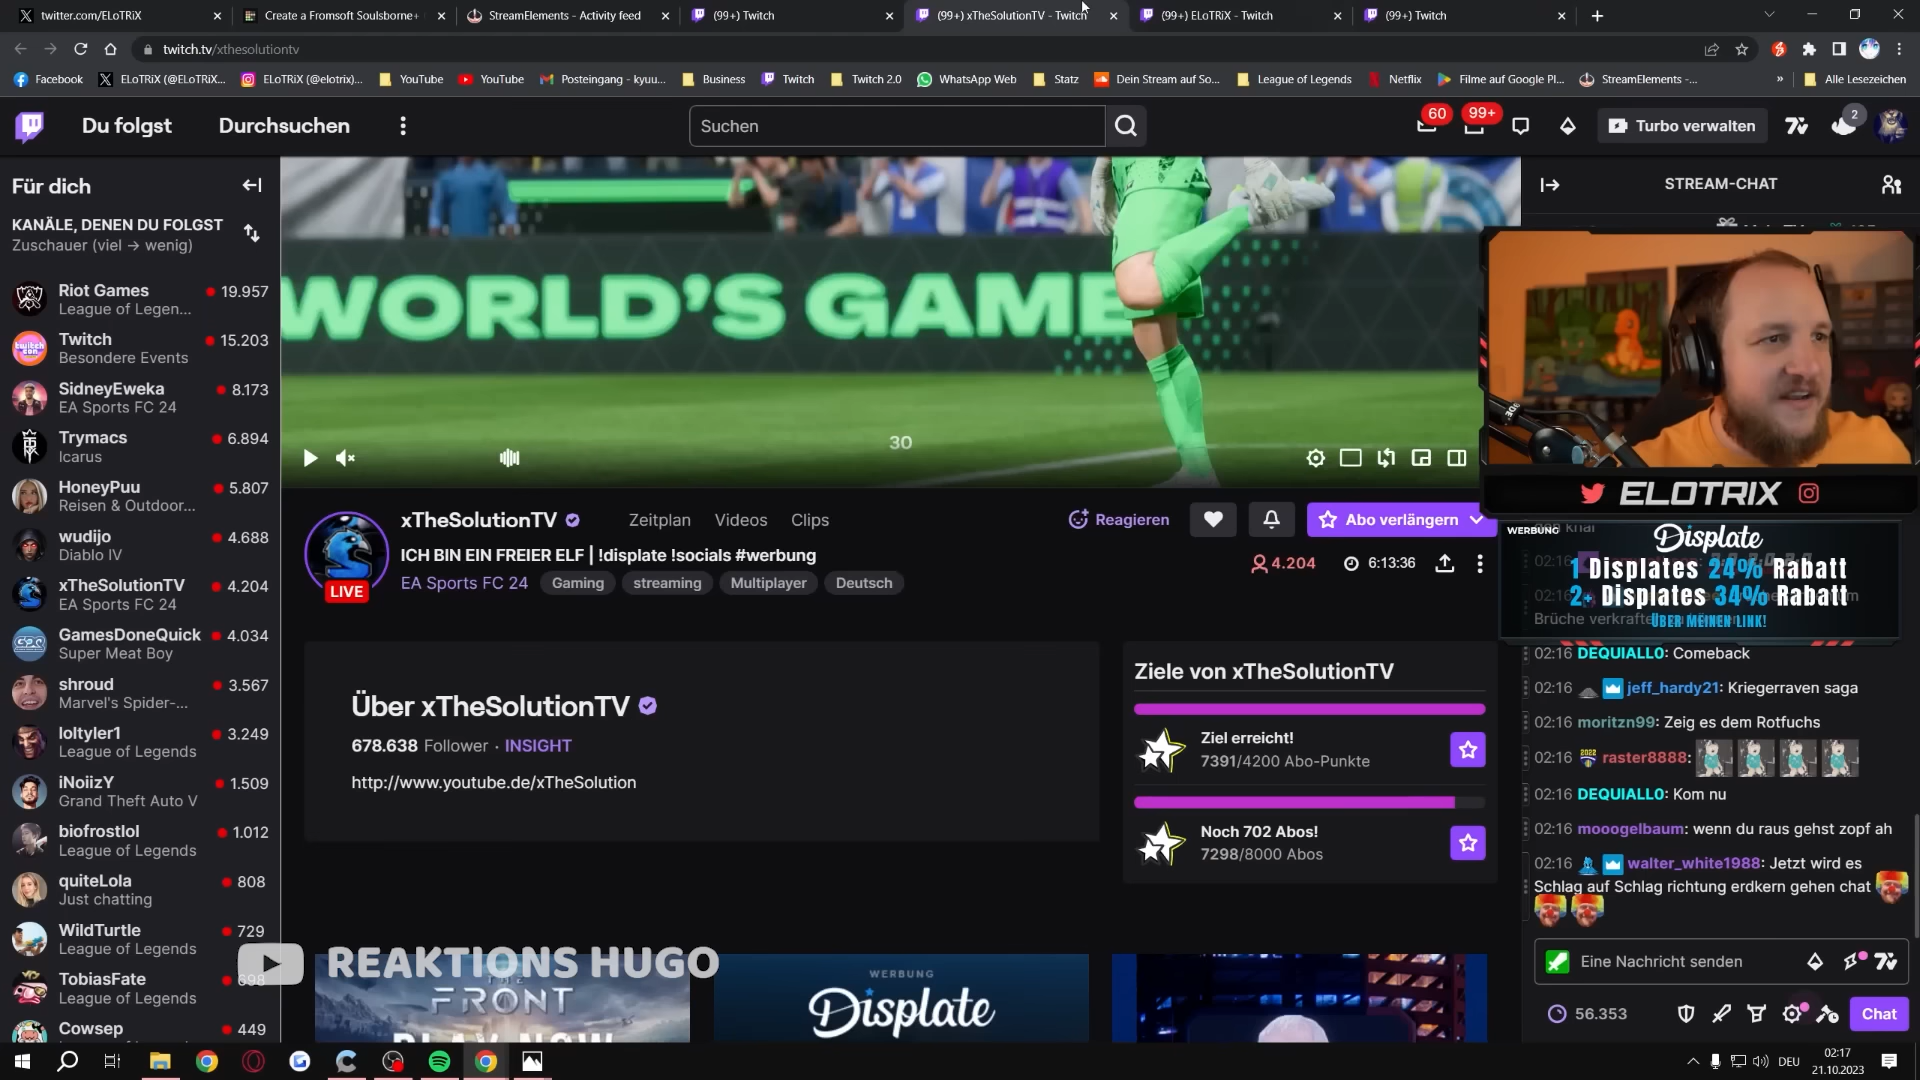 twitter.com/ELoTRiX
Create a Fromsoft Soulsborne+
StreamElements - Activity feed
(99+) Twitch
(99+) xTheSolutionTV - Twitch
(99+) ELoTRiX - Twitch
(99+) Twitch
twitch.tv/xthesolutiontv
Facebook
ELoTRiX (@ELoTRiX...
ELoTRiX (@elotrix)...
YouTube
YouTube
Posteingang - kyuu...
Business
Twitch
Twitch 2.0
WhatsApp Web
Statz
Dein Stream auf So...
League of Legends
Netflix
Filme auf Google Pl...
StreamElements -...
»
Alle Lesezeichen
Du folgst
Durchsuchen
Suchen
60
99+
Turbo verwalten
2
Für dich
KANÄLE, DENEN DU FOLGST
Zuschauer (viel → wenig)
Riot Games
19.957
League of Legen...
Twitch
15.203
Besondere Events
SidneyEweka
8.173
EA Sports FC 24
Trymacs
6.894
Icarus
HoneyPuu
5.807
Reisen & Outdoor...
wudijo
4.688
Diablo IV
xTheSolutionTV
4.204
EA Sports FC 24
GamesDoneQuick
4.034
Super Meat Boy
shroud
3.567
Marvel's Spider-...
loltyler1
3.249
League of Legends
iNoiizY
1.509
Grand Theft Auto V
biofrostlol
1.012
League of Legends
quiteLola
808
Just chatting
WildTurtle
729
League of Legends
TobiasFate
698
League of Legends
Cowsep
449
WORLD'S GAME
30
xTheSolutionTV
Zeitplan
Videos
Clips
Reagieren
Abo verlängern
ICH BIN EIN FREIER ELF | !displate !socials #werbung
EA Sports FC 24
Gaming
streaming
Multiplayer
Deutsch
LIVE
4.204
6:13:36
Über xTheSolutionTV
678.638 Follower · INSIGHT
http://www.youtube.de/xTheSolution
Ziele von xTheSolutionTV
Ziel erreicht!
7391/4200 Abo-Punkte
Noch 702 Abos!
7298/8000 Abos
REAKTIONS HUGO
THE
FRONT
PLAY NOW
WERBUNG
Displate
STREAM-CHAT
ELOTRIX
WERBUNG
Displate
1 Displates 24% Rabatt
2+ Displates 34% Rabatt
ÜBER MEINEN LINK!
Brüche
02:16 DEQUIALL0: Comeback
02:16 jeff_hardy21: Kriegerraven saga
02:16 moritzn99: Zeig es dem Rotfuchs
02:16 raster8888:
02:16 DEQUIALL0: Kom nu
02:16 mooogelbaum: wenn du raus gehst zopf ah
02:16 walter_white1988: Jetzt wird es
Schlag auf Schlag richtung erdkern gehen chat
Eine Nachricht senden
56.353
Chat
DEU
02:17
21.10.2023